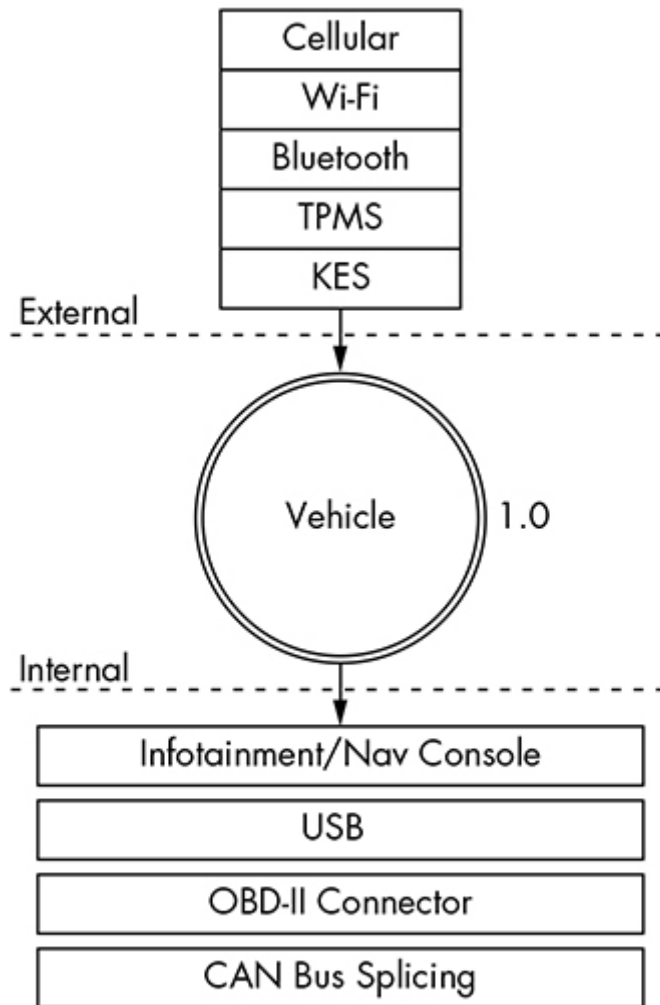 Cellular
Wi-Fi
Bluetooth
TPMS
KES
External
Vehicle
1.0
Internal
Infotainment/Nav Console
USB
OBD-II Connector
CAN Bus Splicing